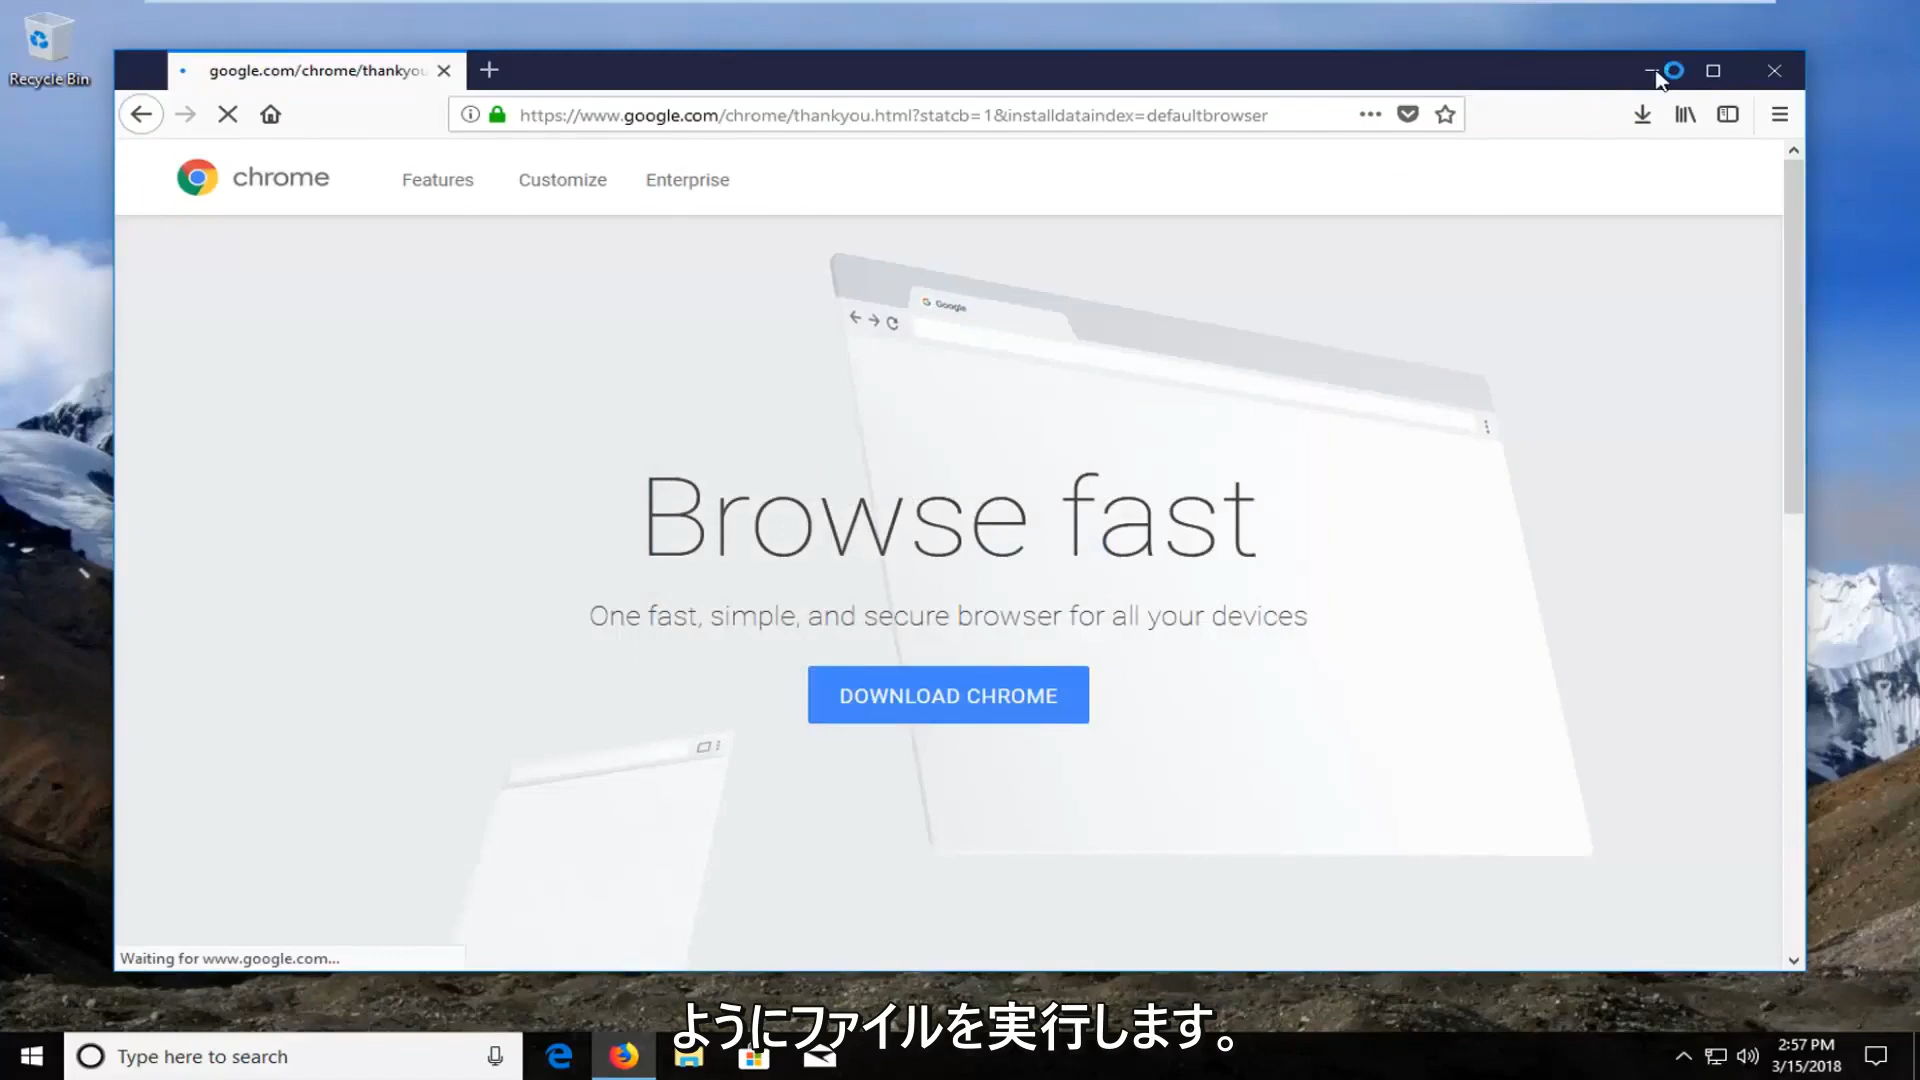 Recycle Bin
google.com/chrome/thankyou
https://www.google.com/chrome/thankyou.html?statcb=1&installdataindex=defaultbrowser
chrome
Features
Customize
Enterprise
Google
Browse fast
One fast, simple, and secure browser for all your devices
DOWNLOAD CHROME
Waiting for www.google.com...
ようにファイルを実行します。
Type here to search
2:57 PM
3/15/2018